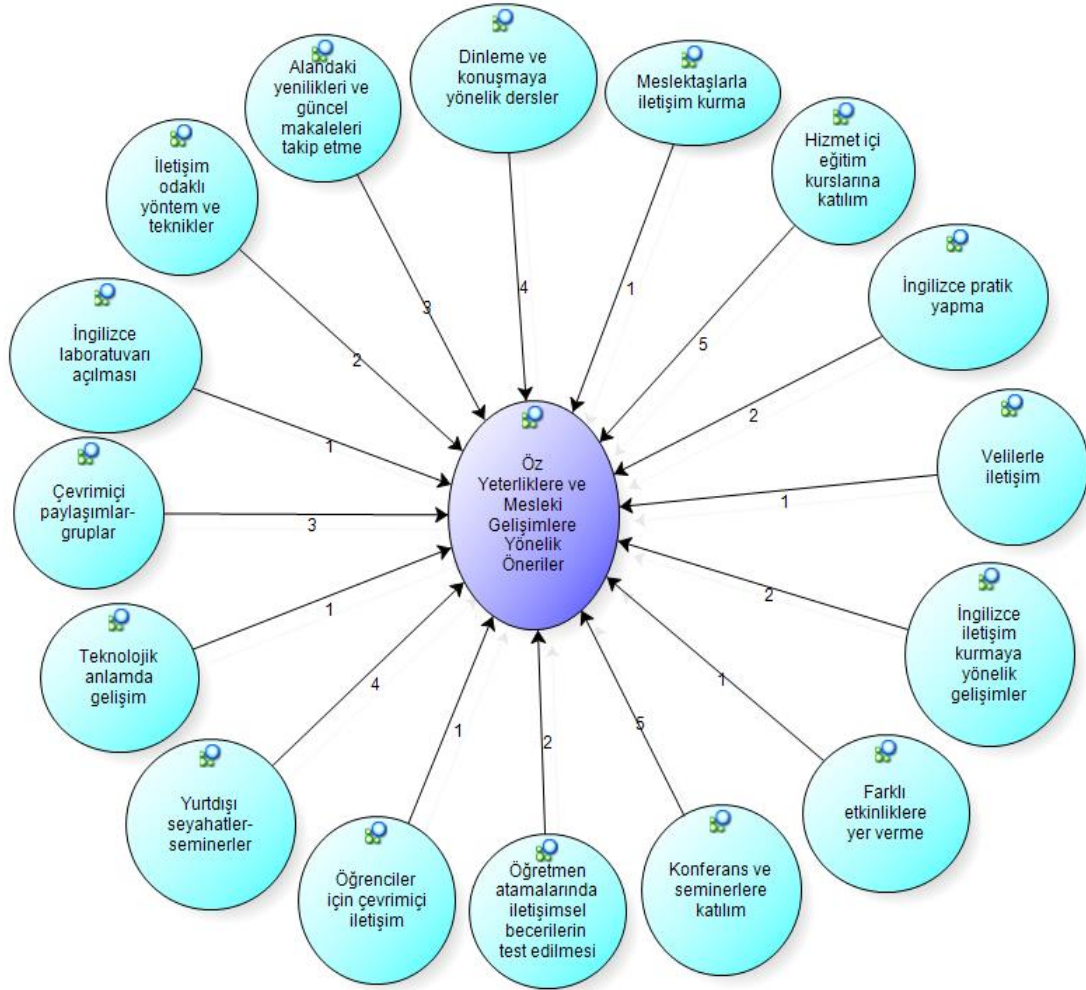 Dinleme ve
konuşmaya
yönelik dersler
4
Meslektaşlarla
iletişim kurma
1
Hizmet içi
eğitim
kurslarına
katılım
5
İngilizce pratik
yapma
2
Velilerle
iletişim
1
İngilizce
iletişim
kurmaya
yönelik
gelişimler
2
Farklı
etkinliklere
yer verme
1
Konferans ve
seminerlere
katılım
5
Öğretmen
atamalarında
iletişimsel
becerilerin
test edilmesi
2
Öğrenciler
için çevrimiçi
iletişim
1
Yurtdışı
seyahatler-
seminerler
4
Teknolojik
anlamda
gelişim
1
Çevrimiçi
paylaşımlar-
gruplar
3
İngilizce
laboratuvarı
açılması
1
İletişim
odaklı
yöntem ve
teknikler
2
Alandaki
yenilikleri ve
güncel
makaleleri
takip etme
3
Öz
Yeterliklere ve
Mesleki
Gelişimlere
Yönelik
Öneriler